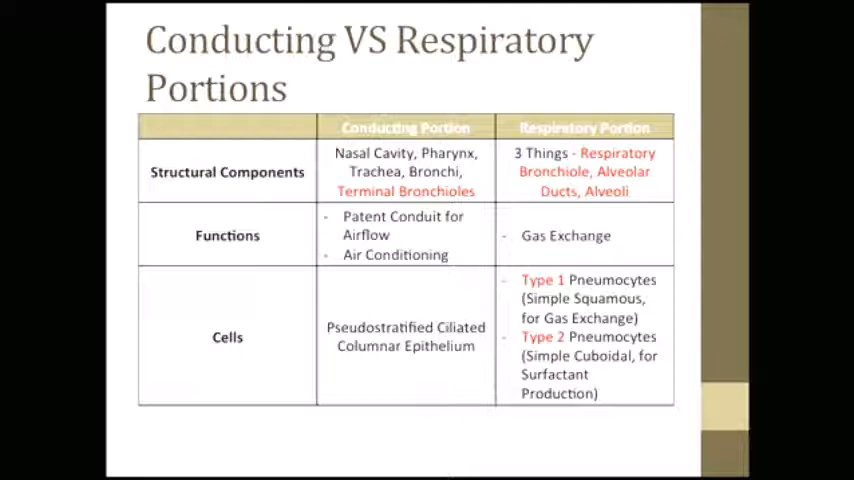 Conducting VS Respiratory
Portions
Conducting Portion
Respiratory Portion
Structural Components
Nasal Cavity, Pharynx,
Trachea, Bronchi,
Terminal Bronchioles
3 Things - Respiratory
Bronchiole, Alveolar
Ducts, Alveoli
Functions
- Patent Conduit for
Airflow
- Air Conditioning
- Gas Exchange
Cells
Pseudostratified Ciliated
Columnar Epithelium
- Type 1 Pneumocytes
(Simple Squamous,
for Gas Exchange)
- Type 2 Pneumocytes
(Simple Cuboidal, for
Surfactant
Production)